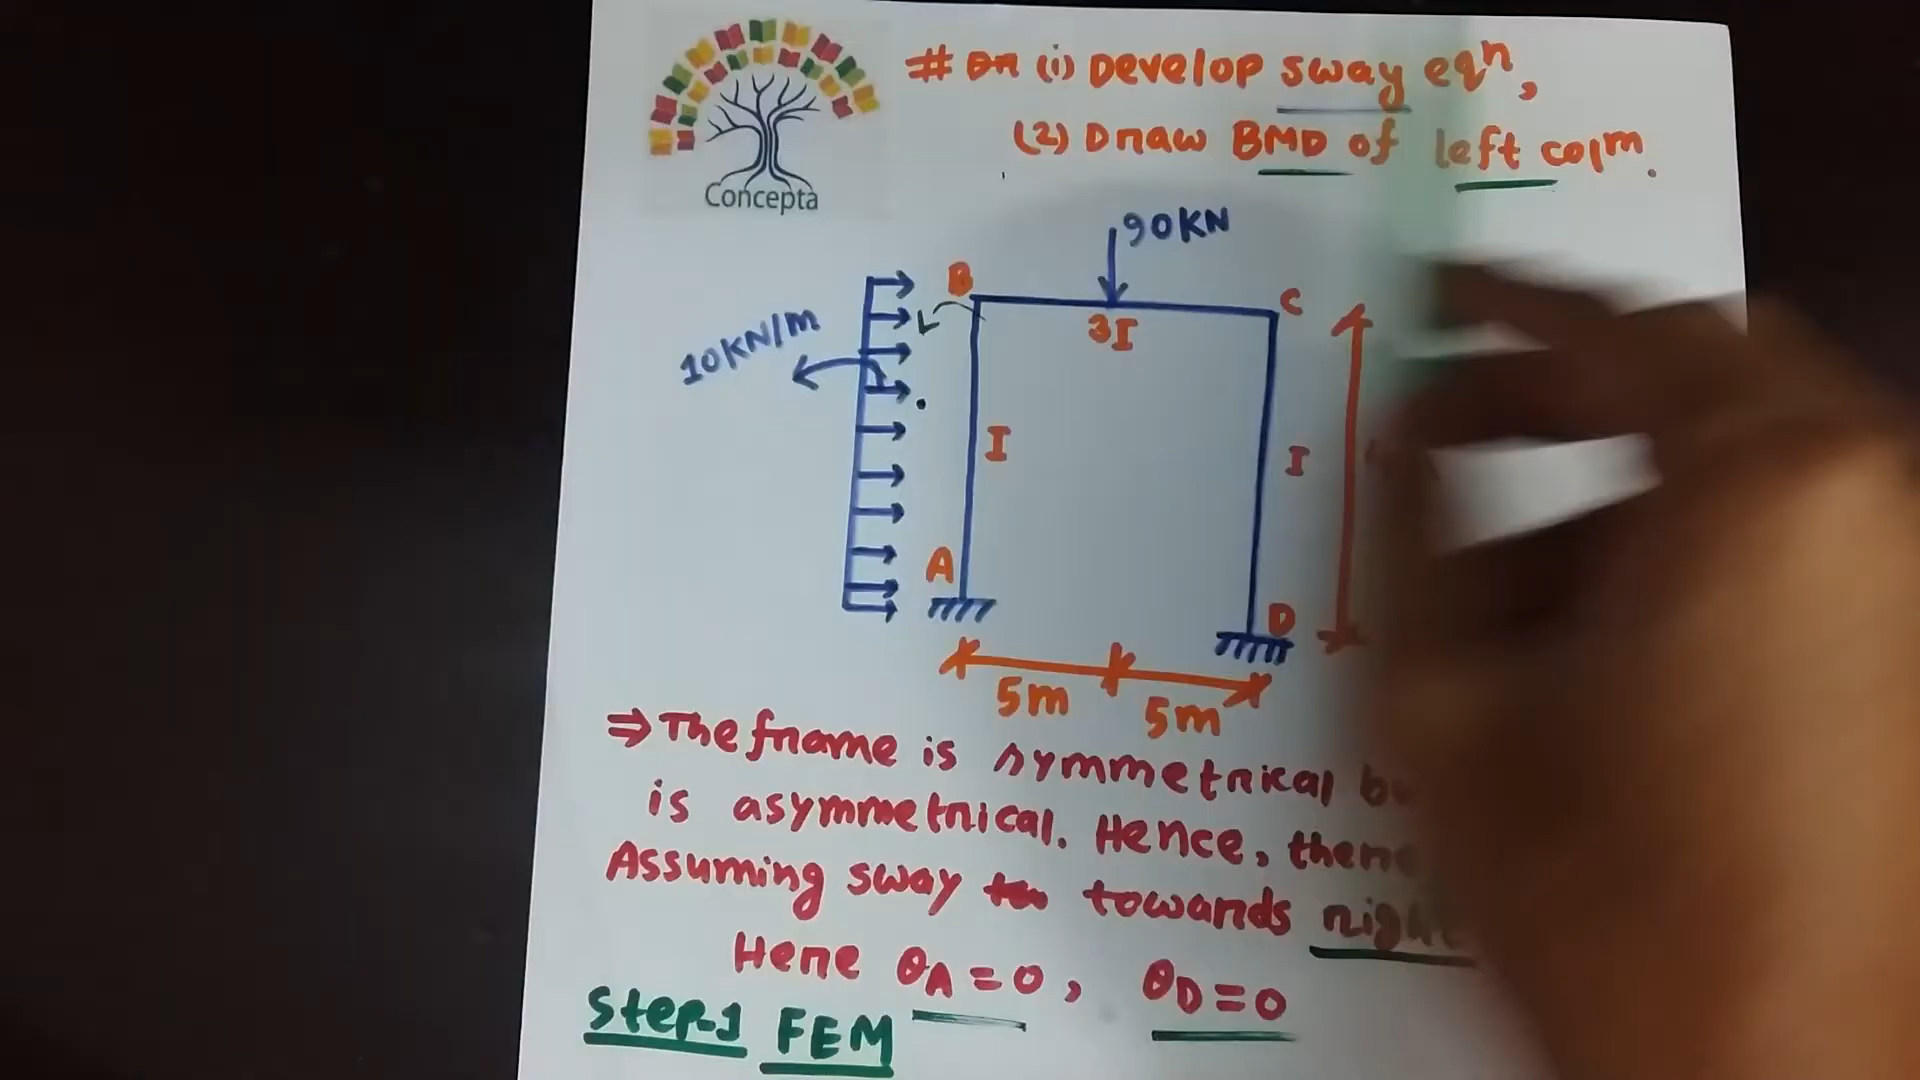 Concepta
# (i) Develop sway eqn,
(2) Draw BMD of left colm.
90KN
B
C
3I
10KN/m
I
I
A
D
5m
5m
⇒ The frame is symmetrical
is asymmetrical. Hence,
Assuming sway towards
Here θA = 0, θD = 0
Step-1 FEM